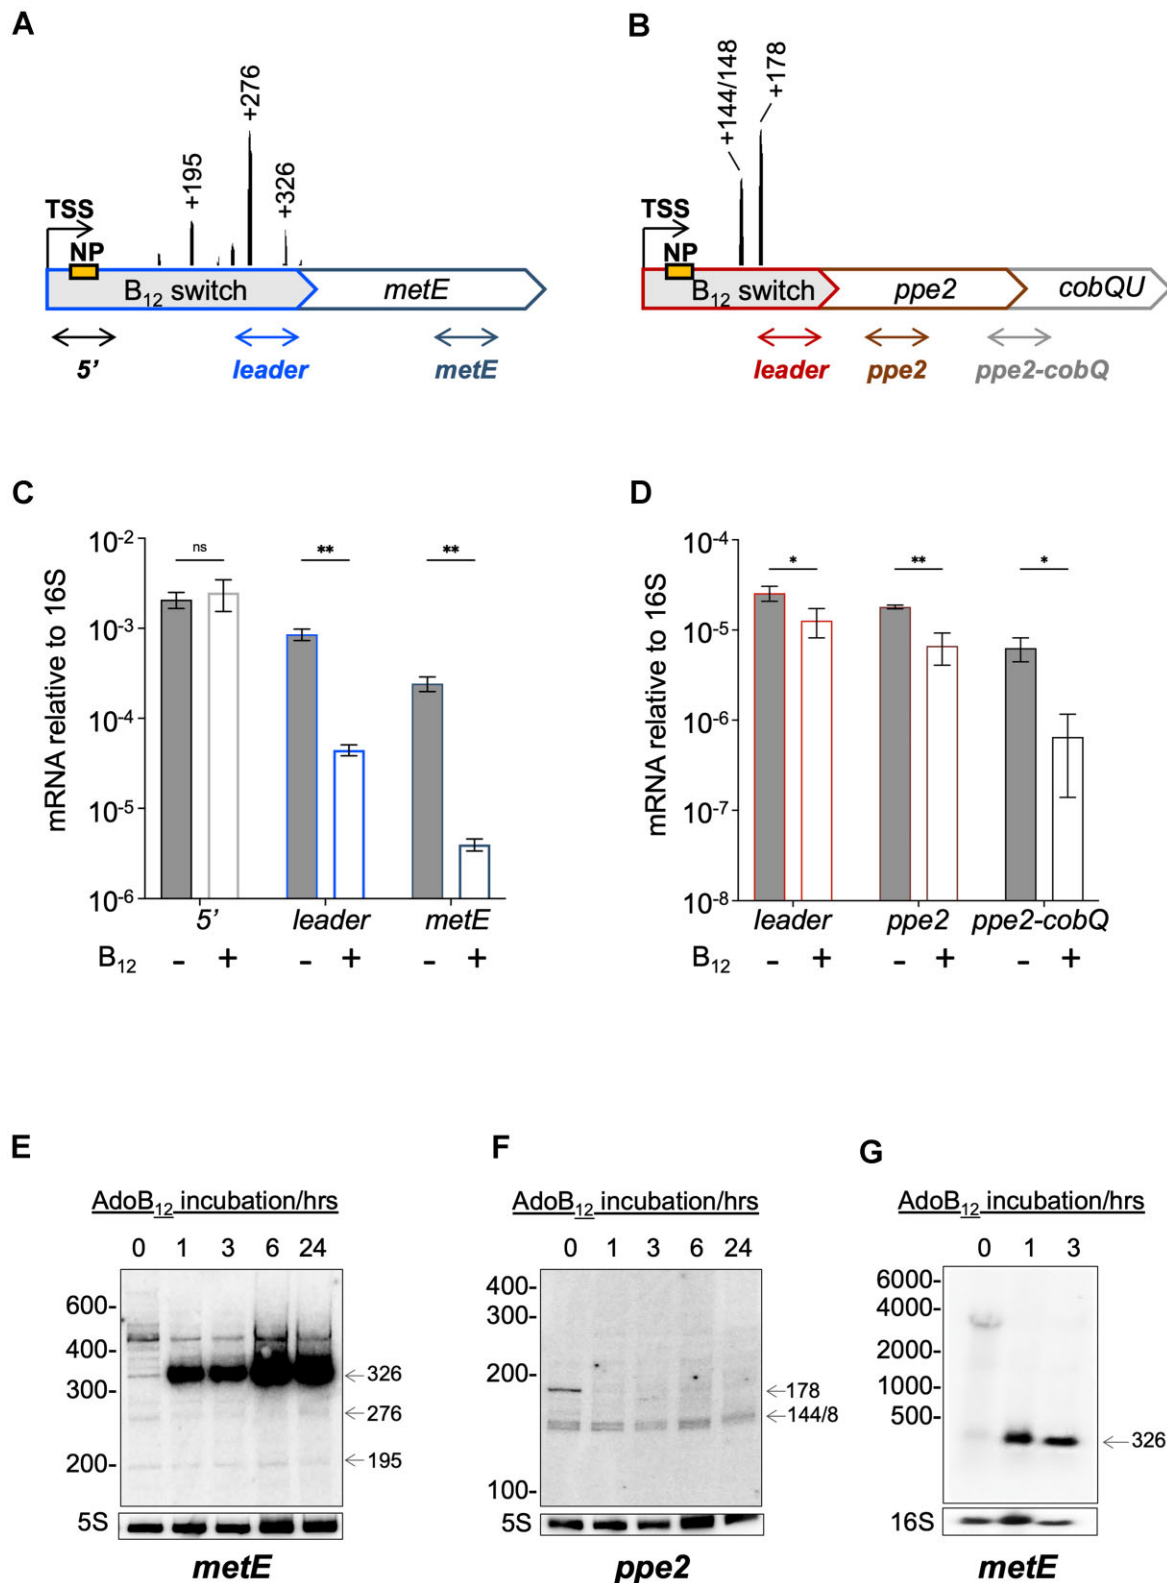 A
+195
+276
+326
TSS
NP
B12 switch
metE
5'
leader
metE
B
+144/148
+178
TSS
NP
B12 switch
ppe2
cobQU
leader
ppe2
ppe2-cobQ
C
mRNA relative to 16S
10-2
10-3
10-4
10-5
10-6
ns
**
**
5'
leader
metE
B12
- + - + - +
D
mRNA relative to 16S
10-4
10-5
10-6
10-7
10-8
*
**
*
leader
ppe2
ppe2-cobQ
B12
- + - + - +
E
AdoB12 incubation/hrs
0 1 3 6 24
600-
400-
300-
200-
←326
←276
←195
5S
metE
F
AdoB12 incubation/hrs
0 1 3 6 24
400-
300-
200-
100-
←178
←144/8
5S
ppe2
G
AdoB12 incubation/hrs
0 1 3
6000-
4000-
2000-
1000-
500-
←326
16S
metE